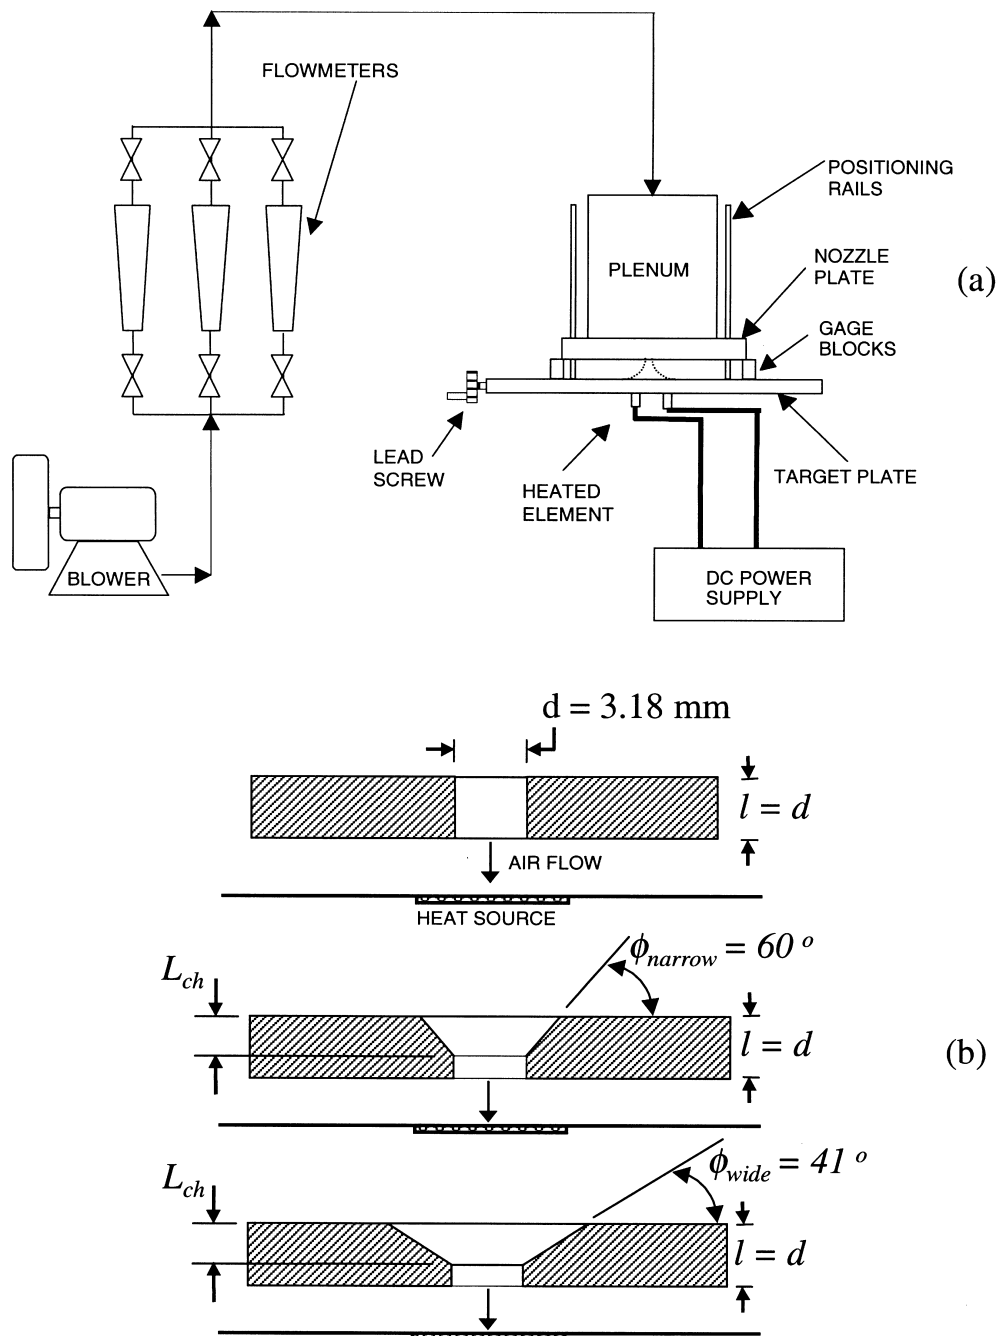 FLOWMETERS
POSITIONING
RAILS
NOZZLE
PLATE
(a)
PLENUM
GAGE
BLOCKS
LEAD
SCREW
HEATED
ELEMENT
TARGET PLATE
BLOWER
DC POWER
SUPPLY
d = 3.18 mm
l = d
AIR FLOW
HEAT SOURCE
ϕnarrow = 60 o
Lch
l = d
(b)
ϕwide = 41 o
Lch
l = d